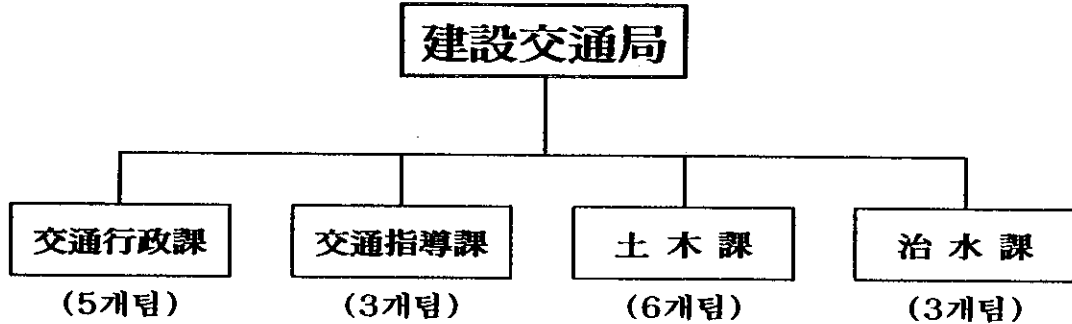 建設交通局
交通行政課 交通指導課 土木課 治水課
(5개팀) (3개팀) (6개팀) (3개팀)